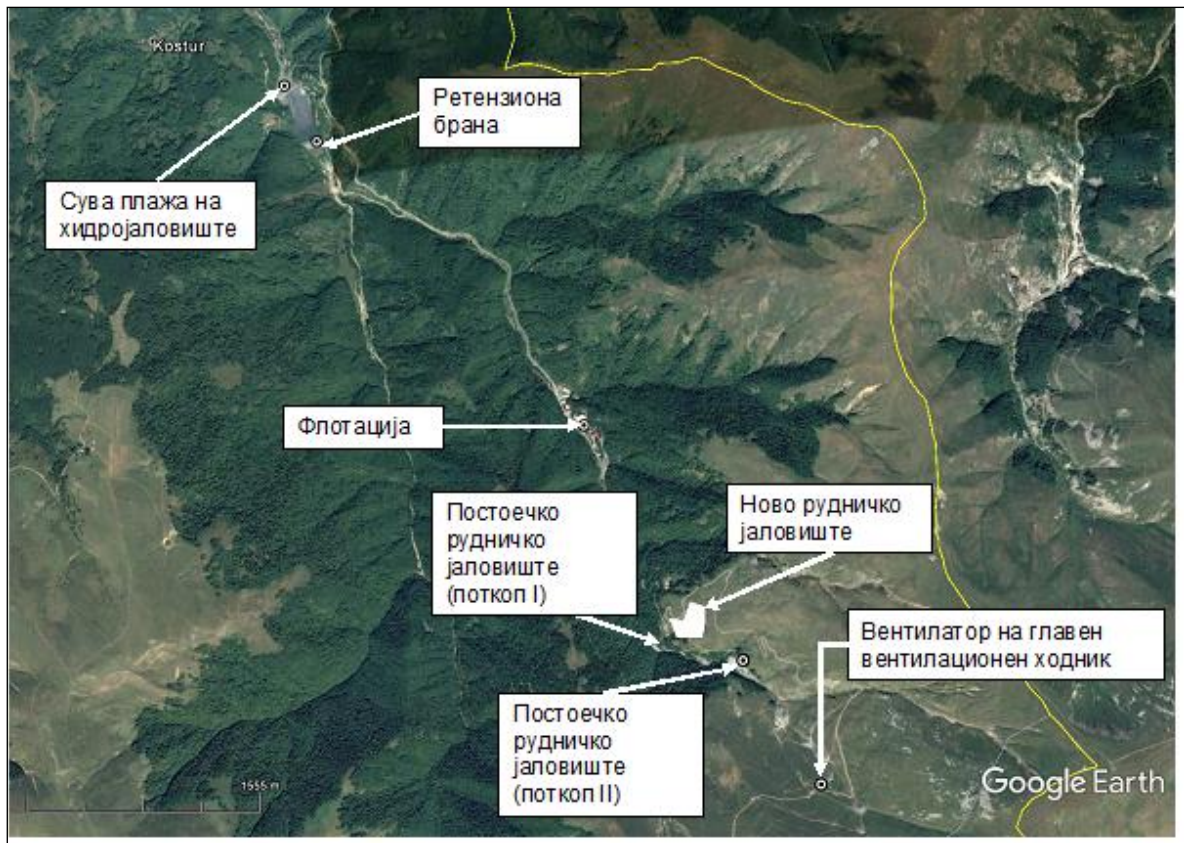 Kostur
Ретензиона
брана
Сува плажа на
хидројаловиште
Флотација
Постоечко
рудничко
јаловиште
(поткоп I)
Ново рудничко
јаловиште
Вентилатор на главен
вентилационен ходник
Постоечко
рудничко
јаловиште
(поткоп II)
1555 m
Google Earth